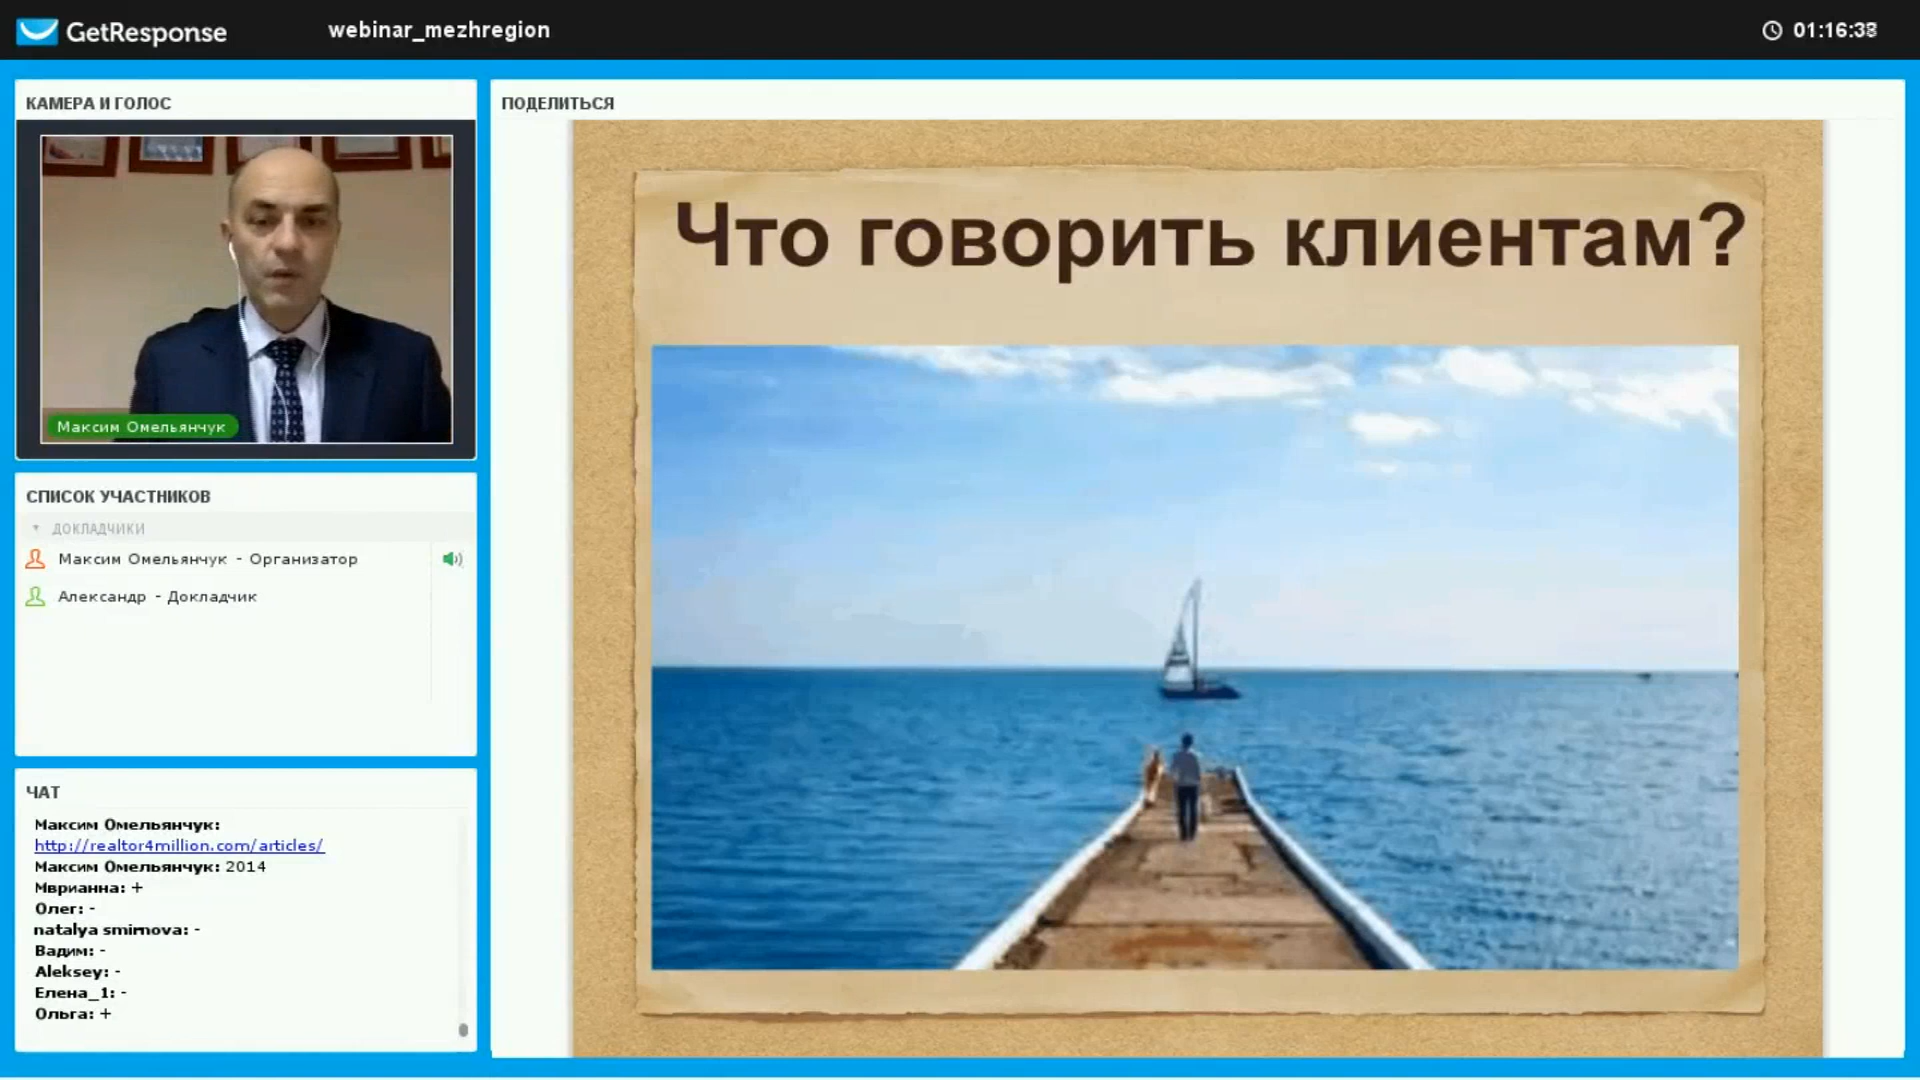 GetResponse
webinar_mezhregion
01:16:38
КАМЕРА И ГОЛОС
Максим Омельянчук
СПИСОК УЧАСТНИКОВ
ДОКЛАДЧИКИ
Максим Омельянчук - Организатор
Александр - Докладчик
ЧАТ
Максим Омельянчук:
http://realtor4million.com/articles/
Максим Омельянчук: 2014
Мврианна: +
Олег: -
natalya smirnova: -
Вадим: -
Aleksey: -
Елена_1: -
Ольга: +
ПОДЕЛИТЬСЯ
Что говорить клиентам?